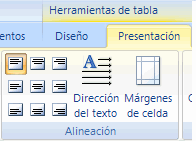 Herramientas de tabla
entos Diseño Presentación
Dirección Márgenes
del texto de celda
Alineación